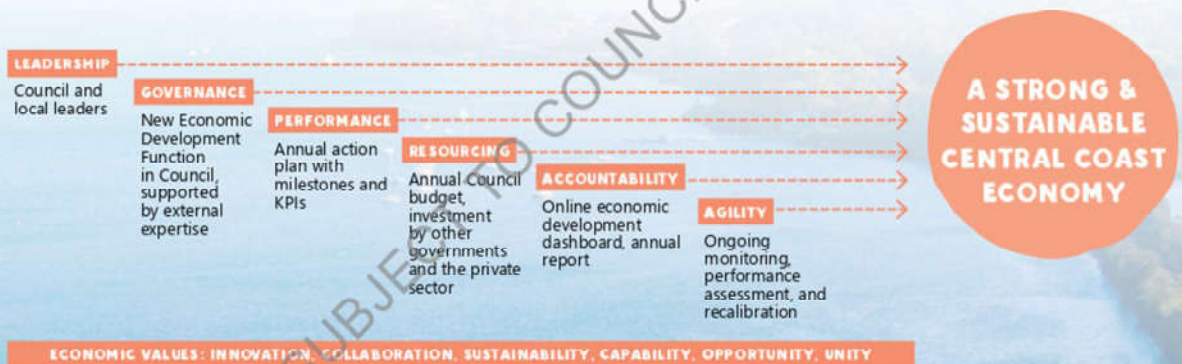 LEADERSHIP
Council and
local leaders
GOVERNANCE
New Economic
Development
Function
in Council,
supported
by external
expertise
PERFORMANCE
Annual action
plan with
milestones and
KPIs
RESOURCING
Annual Council
budget,
investment
by other
governments
and the private
sector
ACCOUNTABILITY
Online economic
development
dashboard, annual
report
AGILITY
Ongoing
monitoring,
performance
assessment, and
recalibration
A STRONG &
SUSTAINABLE
CENTRAL COAST
ECONOMY
ECONOMIC VALUES: INNOVATION, COLLABORATION, SUSTAINABILITY, CAPABILITY, OPPORTUNITY, UNITY
SUBJECT TO